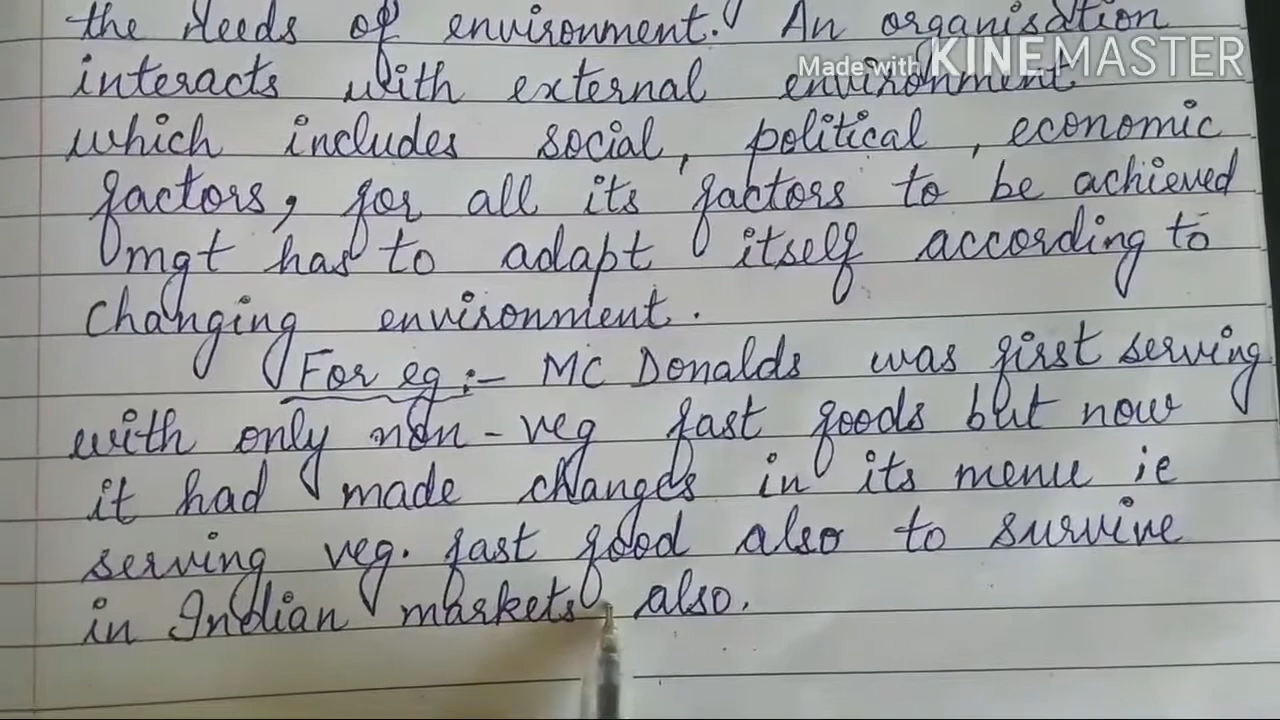 the needs of environment. An organisation
Made with KINEMASTER
interacts with external environment
which includes social, political, economic
factors, for all its factors to be achieved
mgt has to adapt itself according to
changing environment.
For eg :- MC Donalds was first serving
with only non-veg fast foods but now
it had made changes in its menu ie
serving veg. fast food also to survive
in Indian markets also.